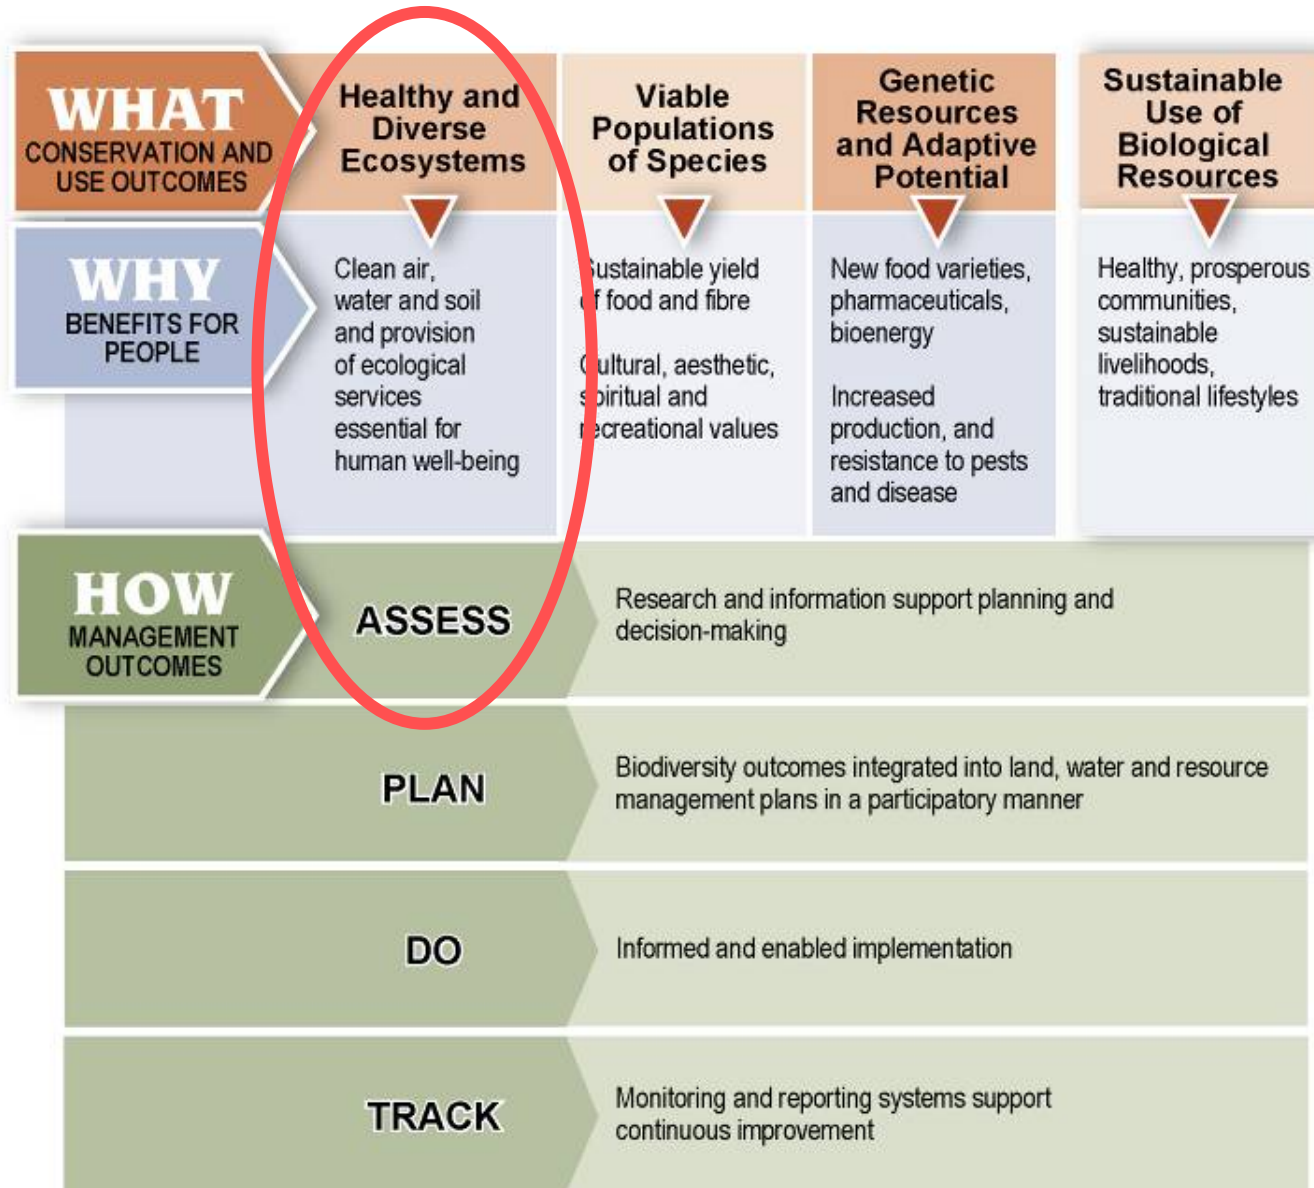 WHAT
CONSERVATION AND
USE OUTCOMES
Healthy and
Diverse
Ecosystems
Viable
Populations
of Species
Genetic
Resources
and Adaptive
Potential
Sustainable
Use of
Biological
Resources
WHY
BENEFITS FOR
PEOPLE
Clean air,
water and soil
and provision
of ecological
services
essential for
human well-being
Sustainable yield
of food and fibre
Cultural, aesthetic,
spiritual and
recreational values
New food varieties,
pharmaceuticals,
bioenergy
Increased
production, and
resistance to pests
and disease
Healthy, prosperous
communities,
sustainable
livelihoods,
traditional lifestyles
HOW
MANAGEMENT
OUTCOMES
ASSESS
Research and information support planning and
decision-making
PLAN
Biodiversity outcomes integrated into land, water and resource
management plans in a participatory manner
DO
Informed and enabled implementation
TRACK
Monitoring and reporting systems support
continuous improvement